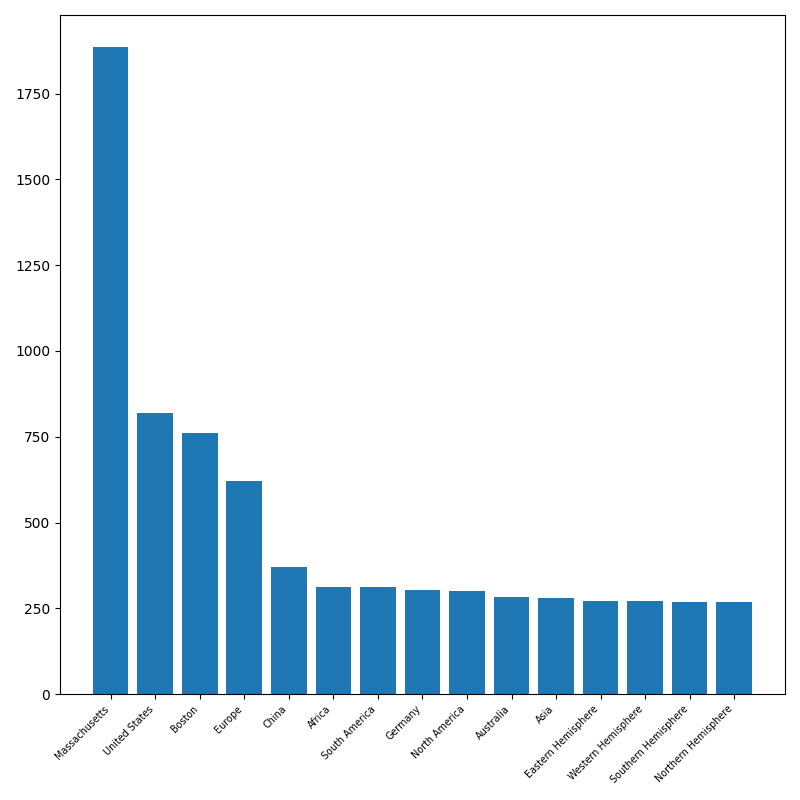 1750
1500
1250
1000
750
500
250
0
Massachusetts
United States
Boston
Europe
China
Africa
South America
Germany
North America
Australia
Asia
Eastern Hemisphere
Western Hemisphere
Southern Hemisphere
Northern Hemisphere